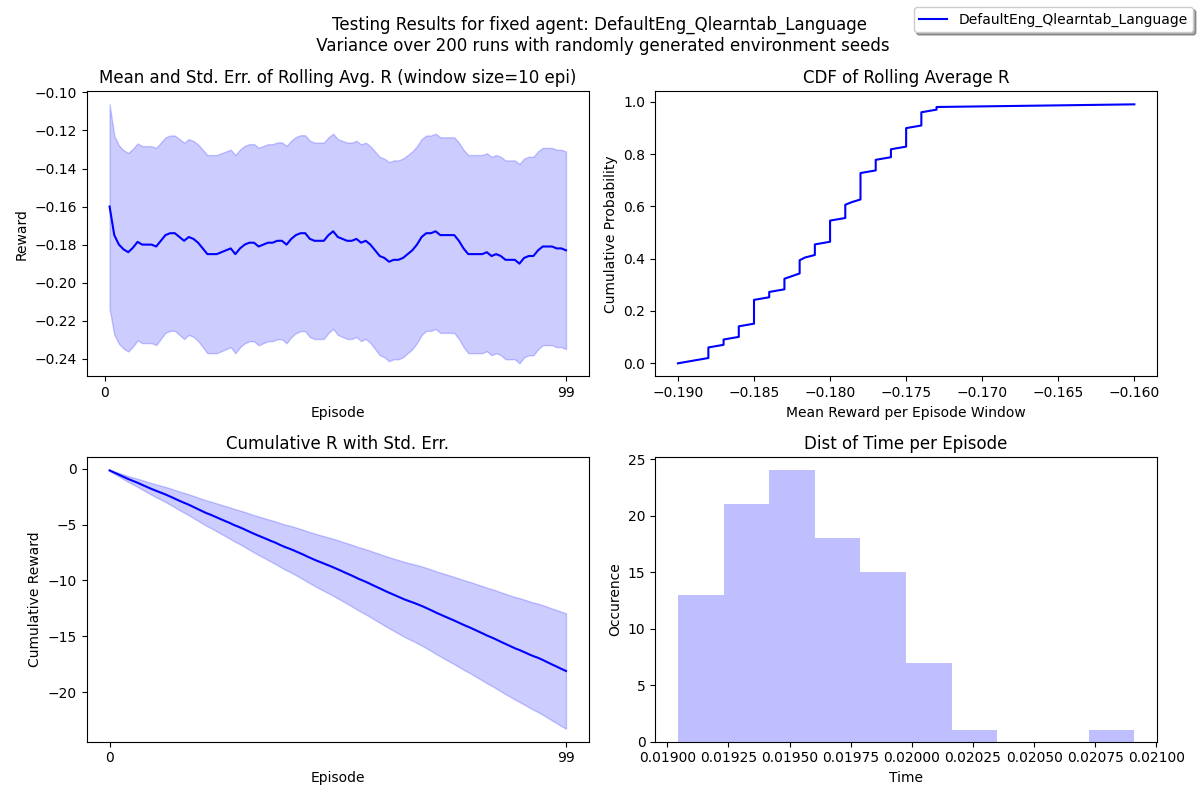 Testing Results for fixed agent: DefaultEng_Qlearntab_Language
Variance over 200 runs with randomly generated environment seeds
DefaultEng_Qlearntab_Language
Mean and Std. Err. of Rolling Avg. R (window size=10 epi)
−0.10
−0.12
−0.14
−0.16
−0.18
−0.20
−0.22
−0.24
Reward
0
99
Episode
CDF of Rolling Average R
1.0
0.8
0.6
0.4
0.2
0.0
Cumulative Probability
−0.190 −0.185 −0.180 −0.175 −0.170 −0.165 −0.160
Mean Reward per Episode Window
Cumulative R with Std. Err.
0
−5
−10
−15
−20
Cumulative Reward
0
99
Episode
Dist of Time per Episode
25
20
15
10
5
0
Occurence
0.01900 0.01925 0.01950 0.01975 0.02000 0.02025 0.02050 0.02075 0.02100
Time